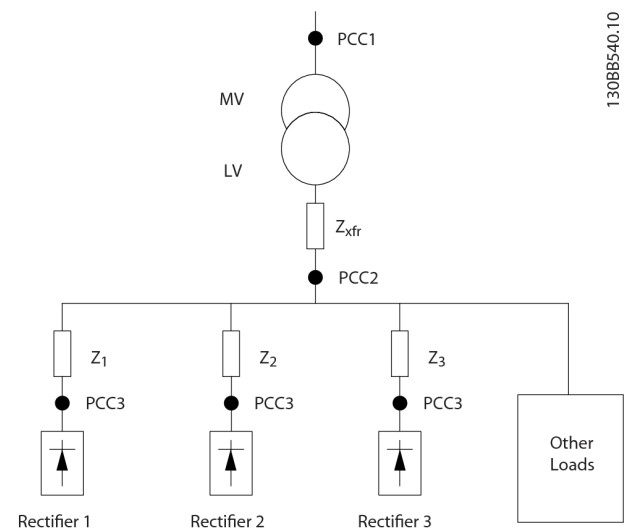 PCC1
130BB540.10
MV
LV
Zxfr
PCC2
Z1
Z2
Z3
PCC3
PCC3
PCC3
Other
Loads
Rectifier 1
Rectifier 2
Rectifier 3